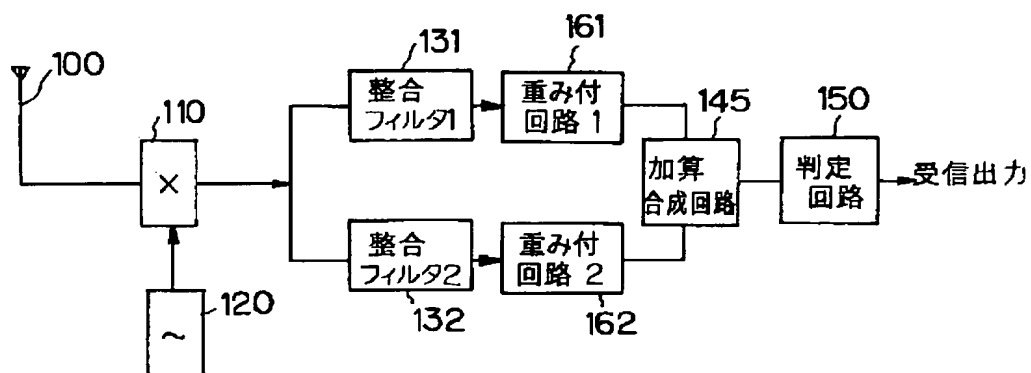 100
110
×
120
~
131
整合
フィルタ1
161
重み付
回路 1
145
加算
合成回路
150
判定
回路
受信出力
整合
フィルタ2
132
重み付
回路 2
162